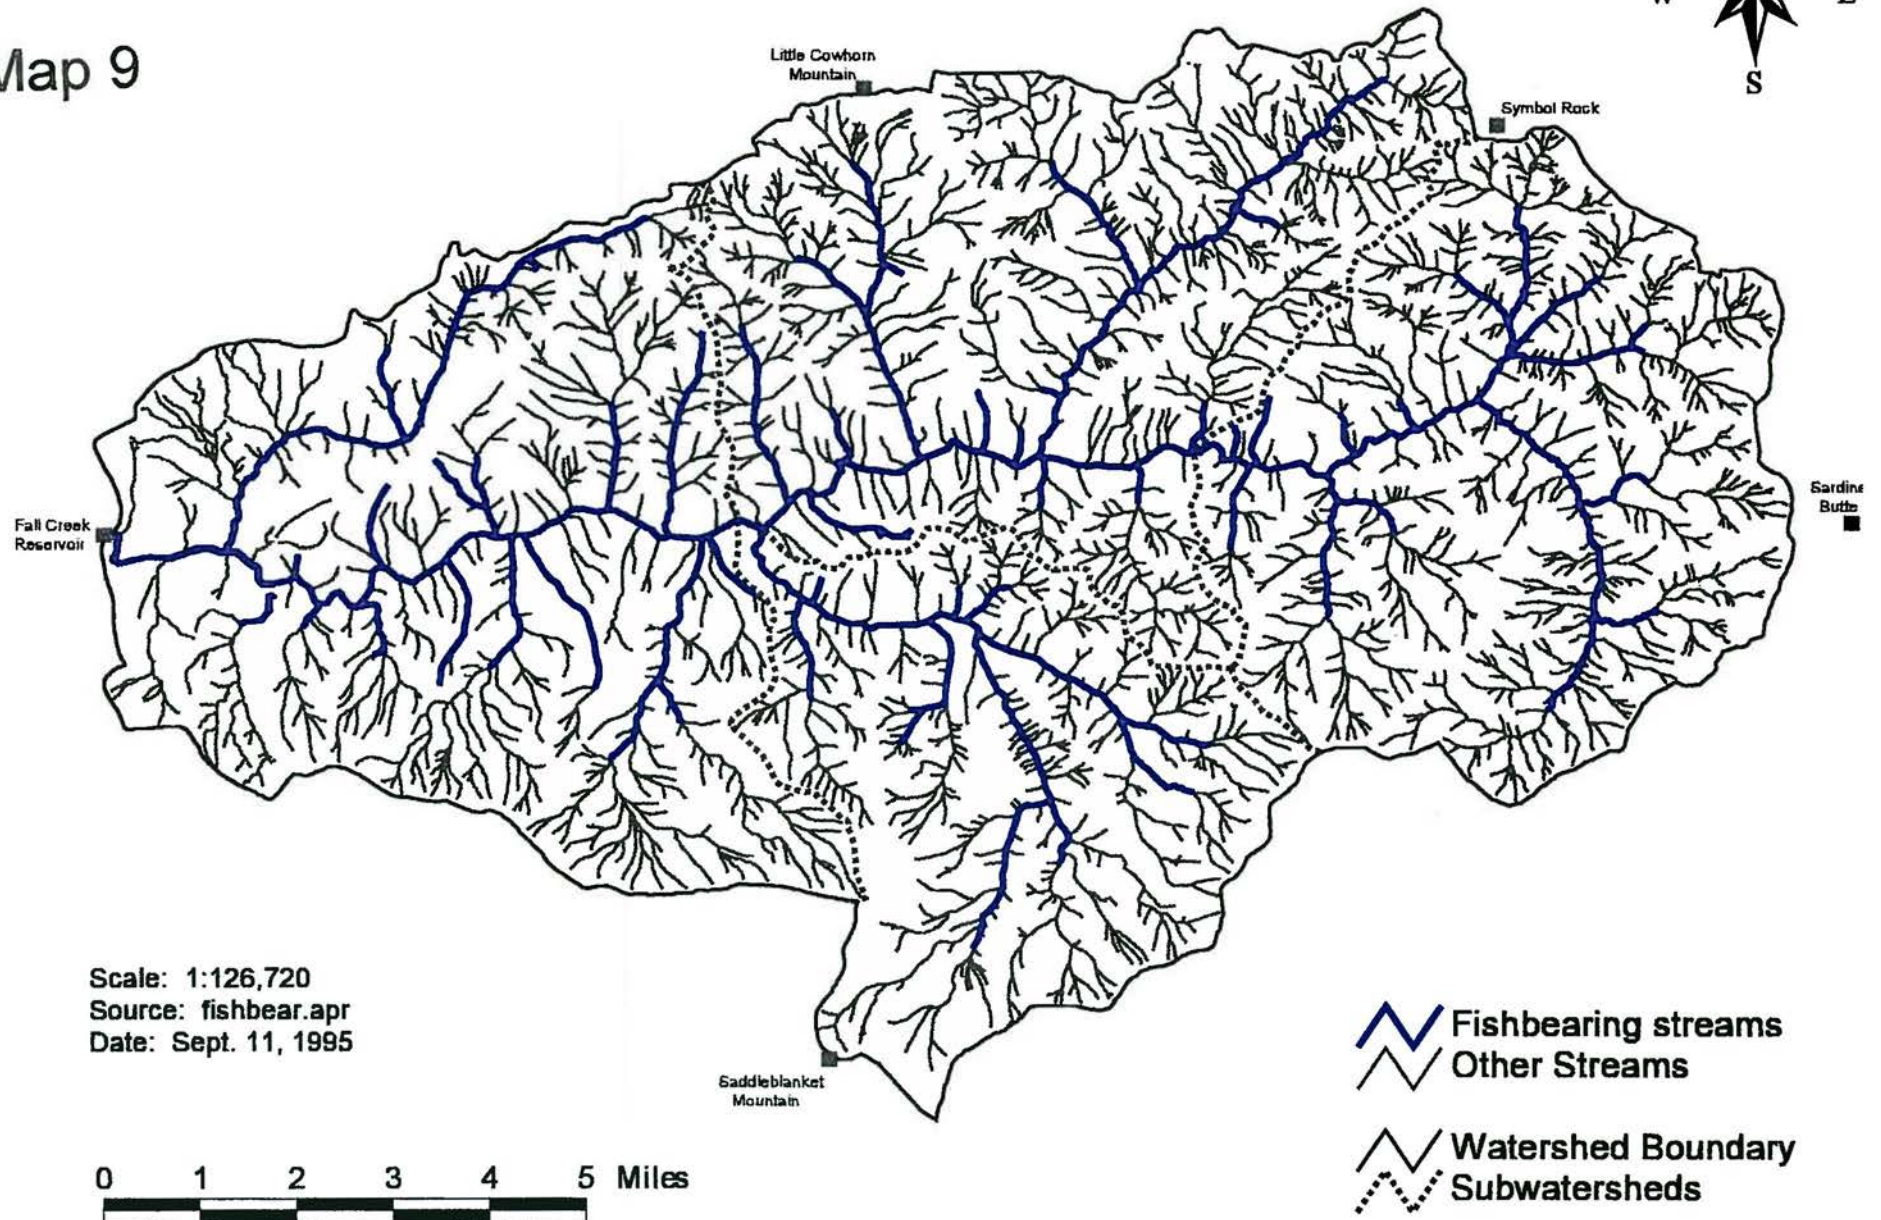 Map 9
W E
S
Little Cowhorn
Mountain
Symbol Rock
Sardine
Butte
Fall Creek
Reservoir
Saddleblanket
Mountain
Scale: 1:126,720
Source: fishbear.apr
Date: Sept. 11, 1995
0 1 2 3 4 5 Miles
Fishbearing streams
Other Streams
Watershed Boundary
Subwatersheds